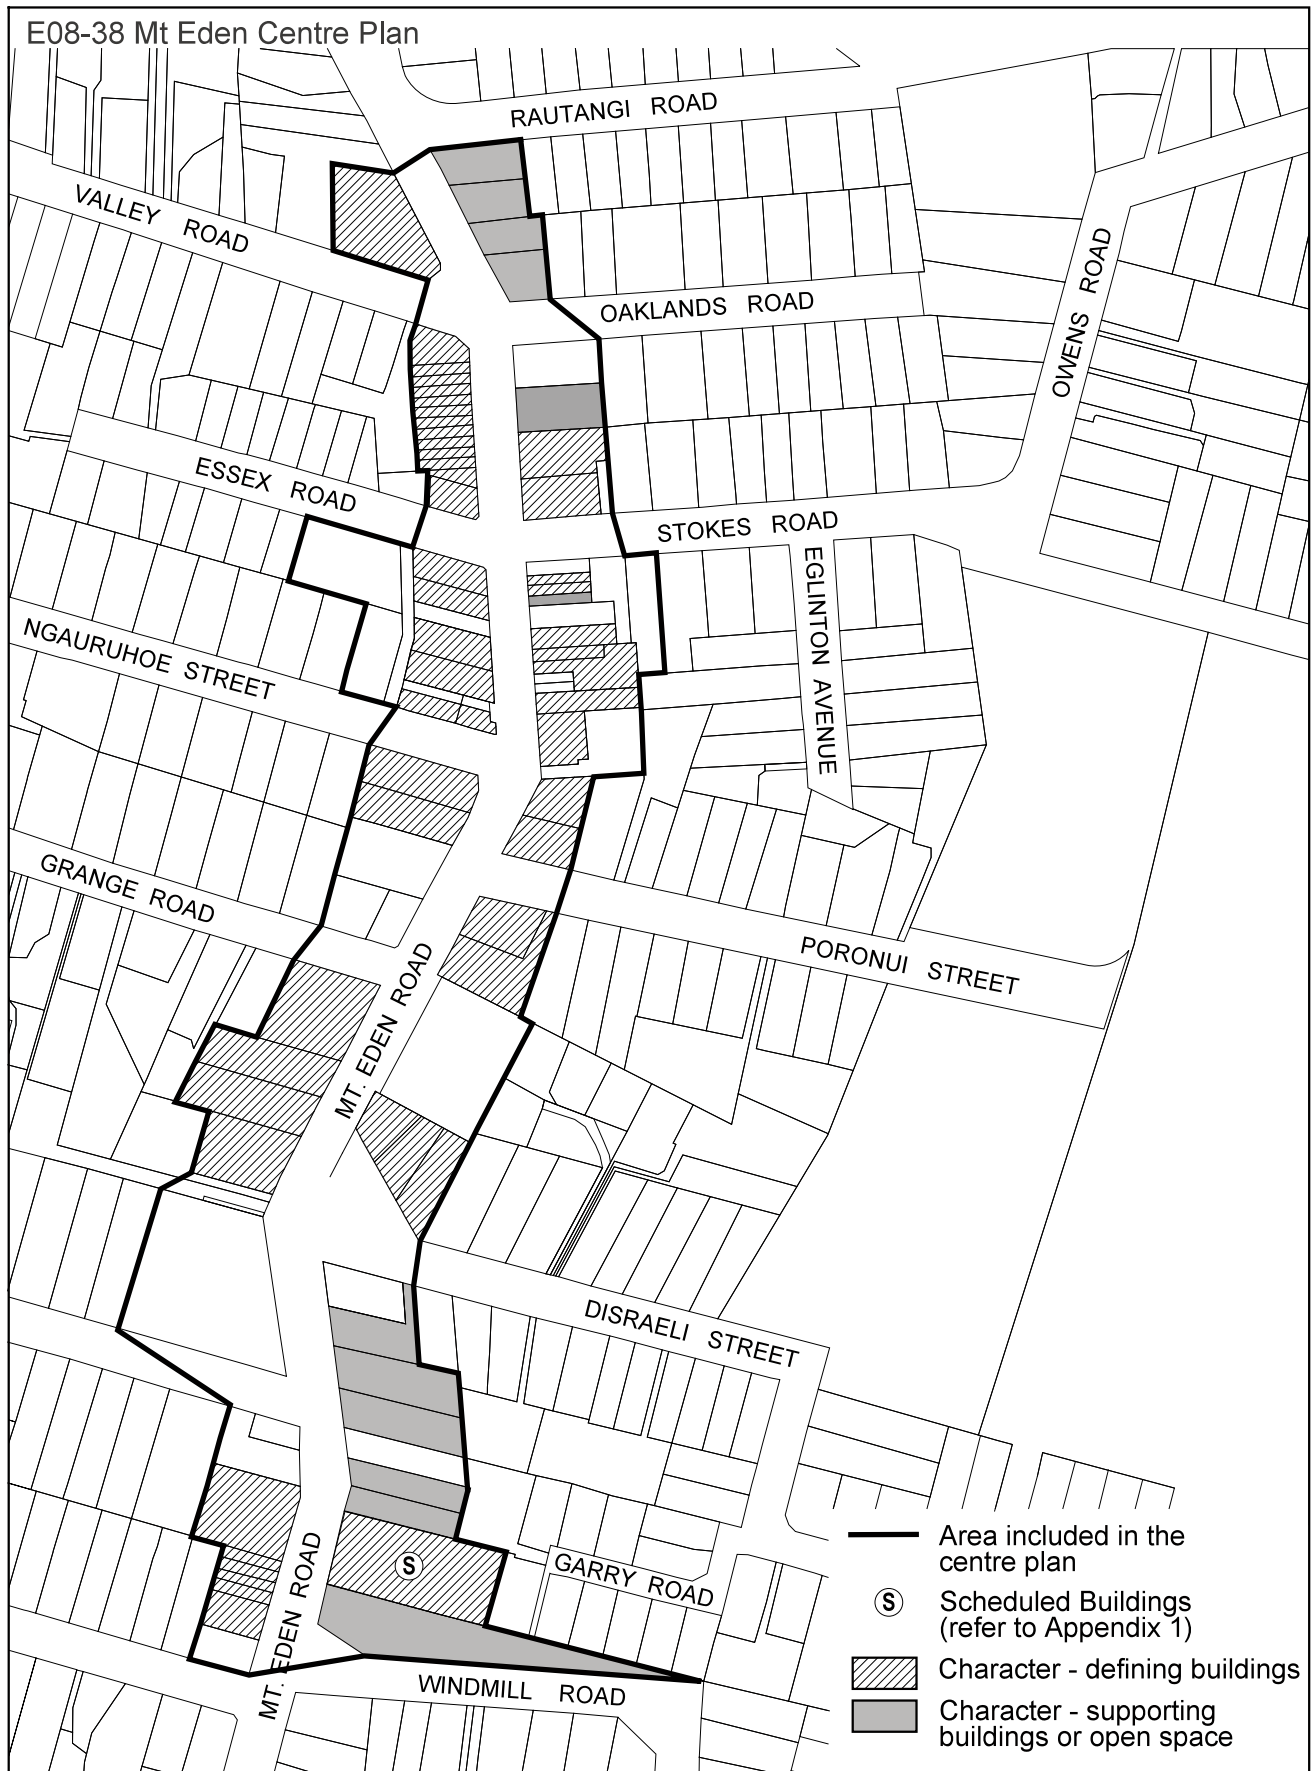 E08-38 Mt Eden Centre Plan
RAUTANGI ROAD
VALLEY ROAD
OAKLANDS ROAD
OWENS ROAD
ESSEX ROAD
STOKES ROAD
EGLINTON AVENUE
NGAURUHOE STREET
GRANGE ROAD
MT. EDEN ROAD
PORONUI STREET
DISRAELI STREET
S
GARRY ROAD
MT. EDEN ROAD
WINDMILL ROAD
Area included in the
centre plan
S
Scheduled Buildings
(refer to Appendix 1)
Character - defining buildings
Character - supporting
buildings or open space